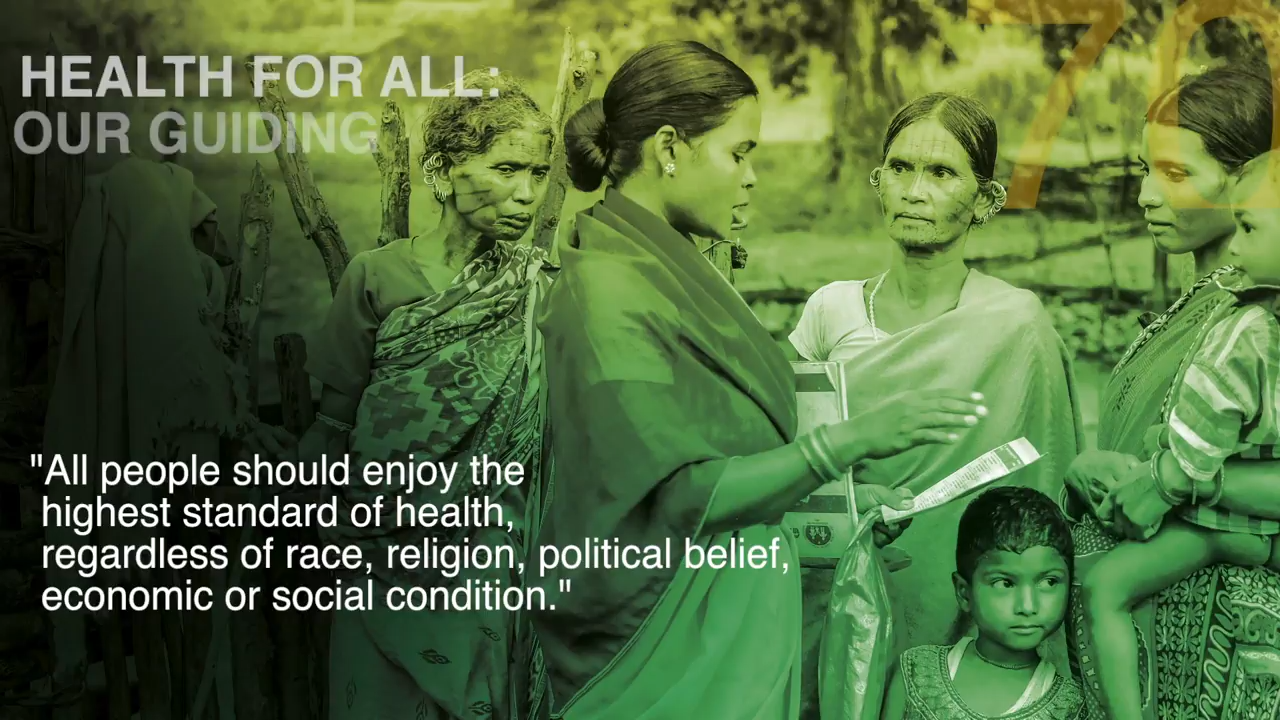 HEALTH FOR ALL:
OUR GUIDING
70
"All people should enjoy the
highest standard of health,
regardless of race, religion, political belief,
economic or social condition."